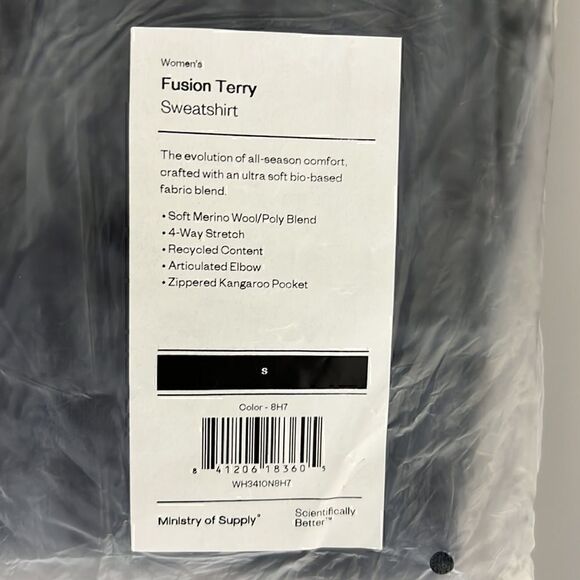 Women's
Fusion Terry
Sweatshirt
The evolution of all-season comfort,
crafted with an ultra soft bio-based
fabric blend.
• Soft Merino Wool/Poly Blend
• 4-Way Stretch
• Recycled Content
• Articulated Elbow
• Zippered Kangaroo Pocket
S
Color - 8H7
8 41206 18360 5
WH3410N8H7
Ministry of Supply®
Scientifically
Better™